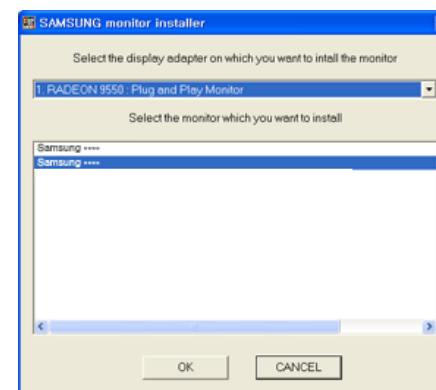 SAMSUNG monitor installer
Select the display adapter on which you want to intall the monitor
1. RADEON 9550 : Plug and Play Monitor
Select the monitor which you want to install
Samsung ****
Samsung ****
OK
CANCEL